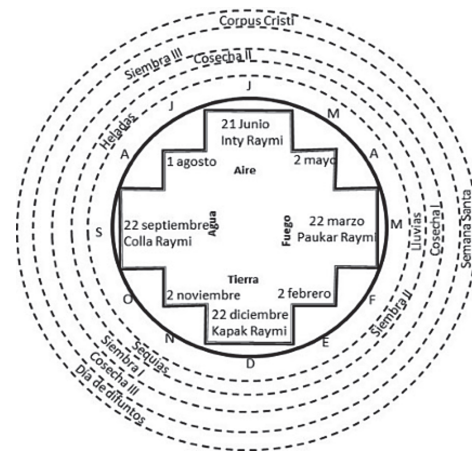 Corpus Cristi
Siembra III
Cosecha II
Heladas
J
J
M
A
A
S
M
O
F
N
E
D
21 Junio
Inty Raymi
1 agosto
2 mayo
Aire
22 septiembre
Colla Raymi
Agua
Fuego
22 marzo
Paukar Raymi
Tierra
2 noviembre
2 febrero
22 diciembre
Kapak Raymi
Lluvias
Cosecha I
Semana Santa
Siembra II
Sequias
Siembra I
Cosecha III
Dia de difuntos